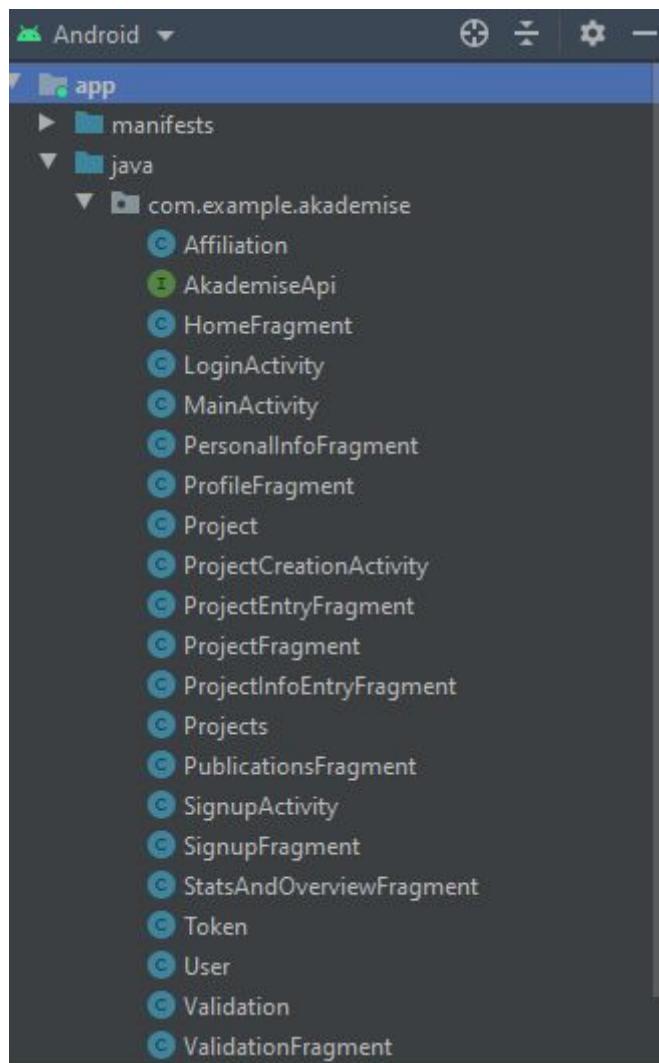 Android
app
manifests
java
com.example.akademise
C Affiliation
I AkademiseApi
C HomeFragment
C LoginActivity
C MainActivity
C PersonalInfoFragment
C ProfileFragment
C Project
C ProjectCreationActivity
C ProjectEntryFragment
C ProjectFragment
C ProjectInfoEntryFragment
C Projects
C PublicationsFragment
C SignupActivity
C SignupFragment
C StatsAndOverviewFragment
C Token
C User
C Validation
C ValidationFragment